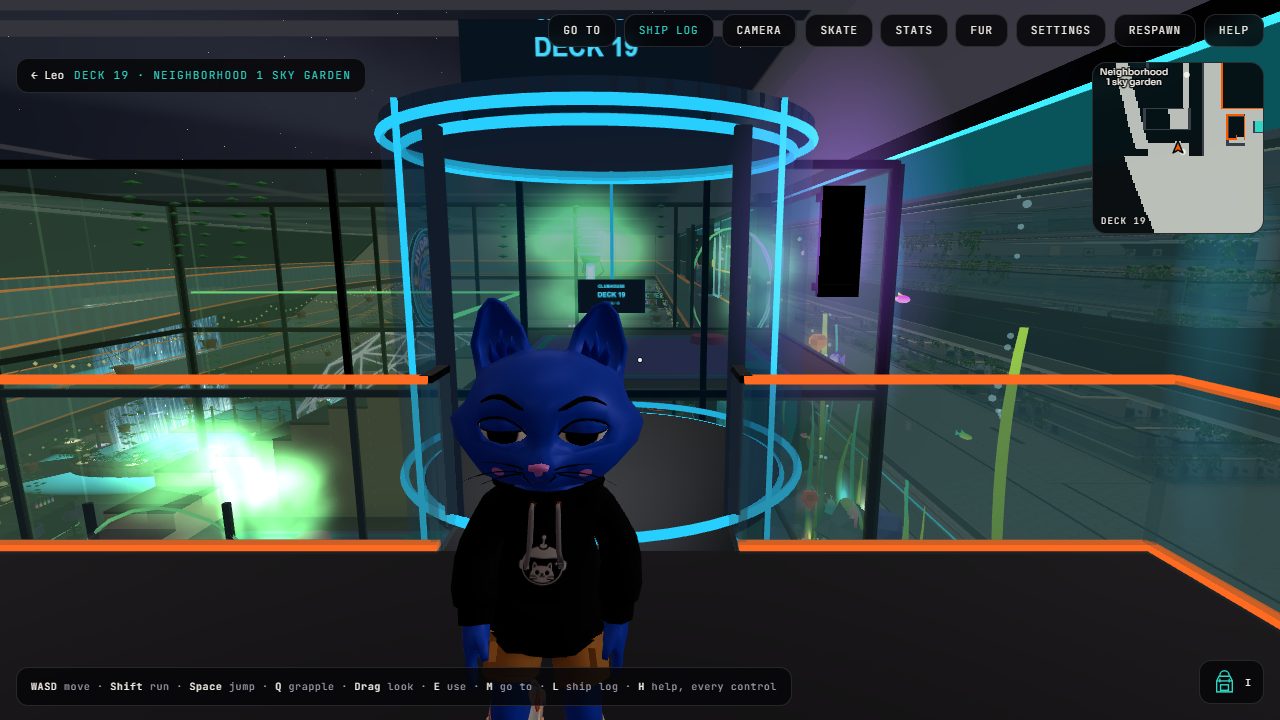 DECK 19
GO TO
SHIP LOG
CAMERA
SKATE
STATS
FUR
SETTINGS
RESPAWN
HELP
← Leo DECK 19 · NEIGHBORHOOD 1 SKY GARDEN
Neighborhood
1 sky garden
DECK 19
CLUBHOUSE
DECK 19
WASD move · Shift run · Space jump · Q grapple · Drag look · E use · M go to · L ship log · H help, every control
I